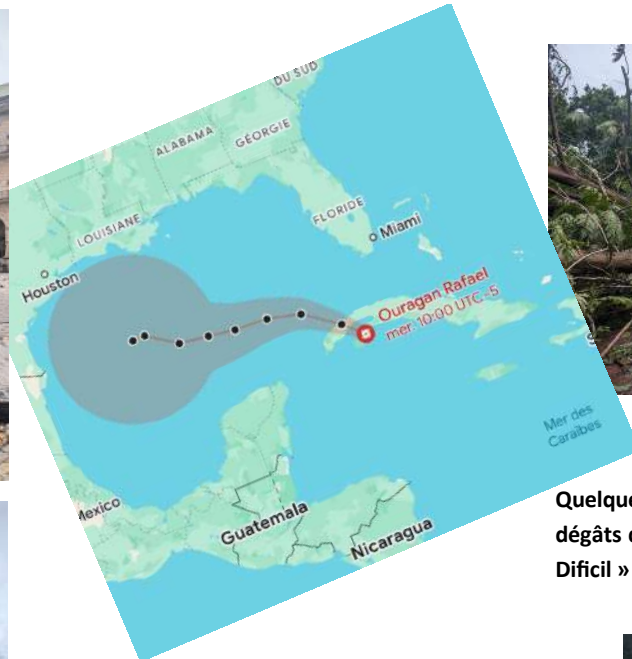 DU SUD
ALABAMA
GÉORGIE
LOUISIANE
FLORIDE
Miami
Houston
Ouragan Rafael
mer. 10:00 UTC-5
Mer des
Caraïbes
Mexico
Guatemala
Nicaragua
dégâts
Dificil »